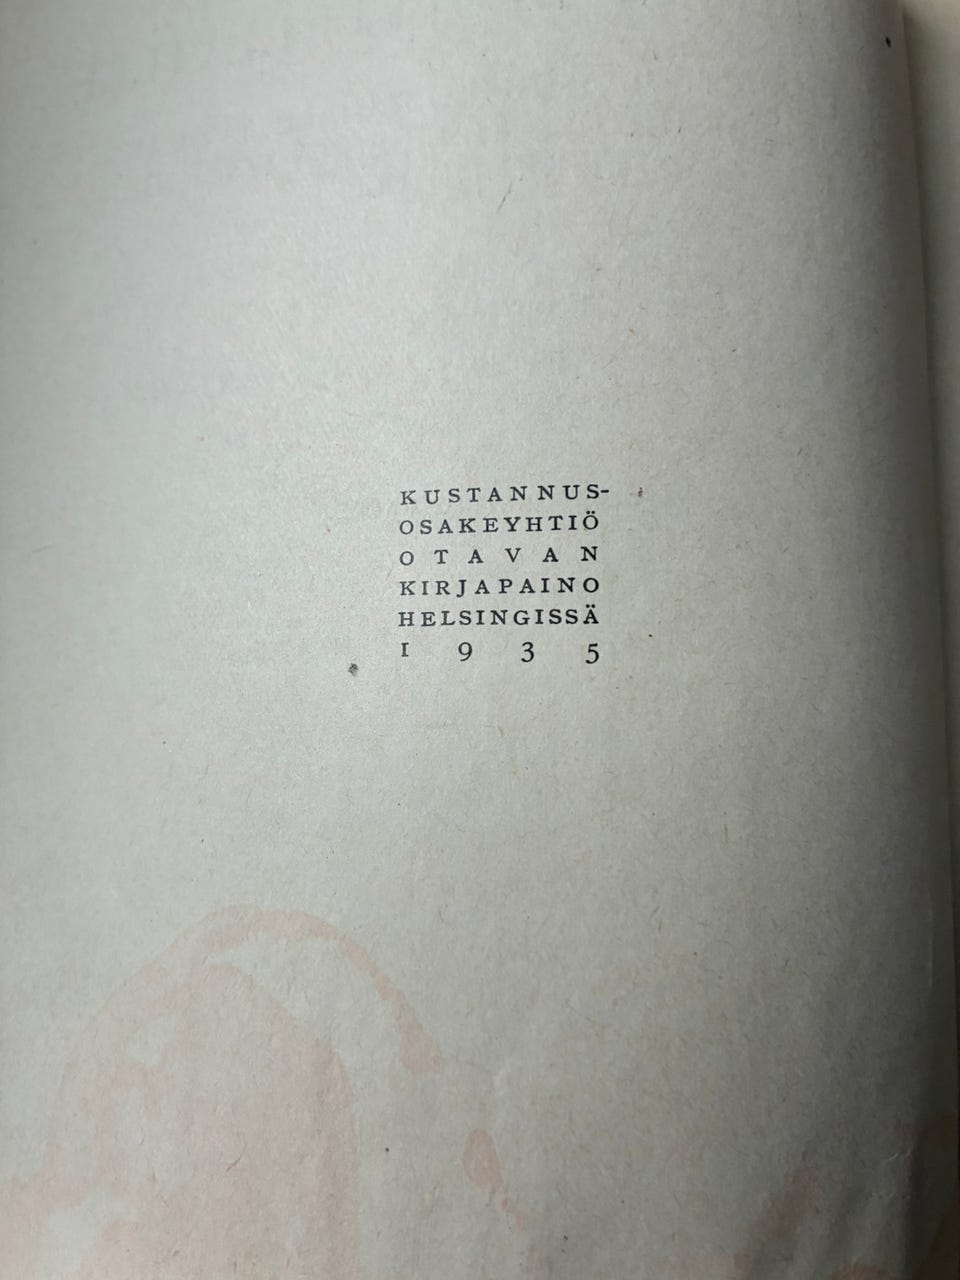 KUSTANNUS-
OSAKEYHTIÖ
OTAVAN
KIRJAPAINO
HELSINGISSÄ
1935